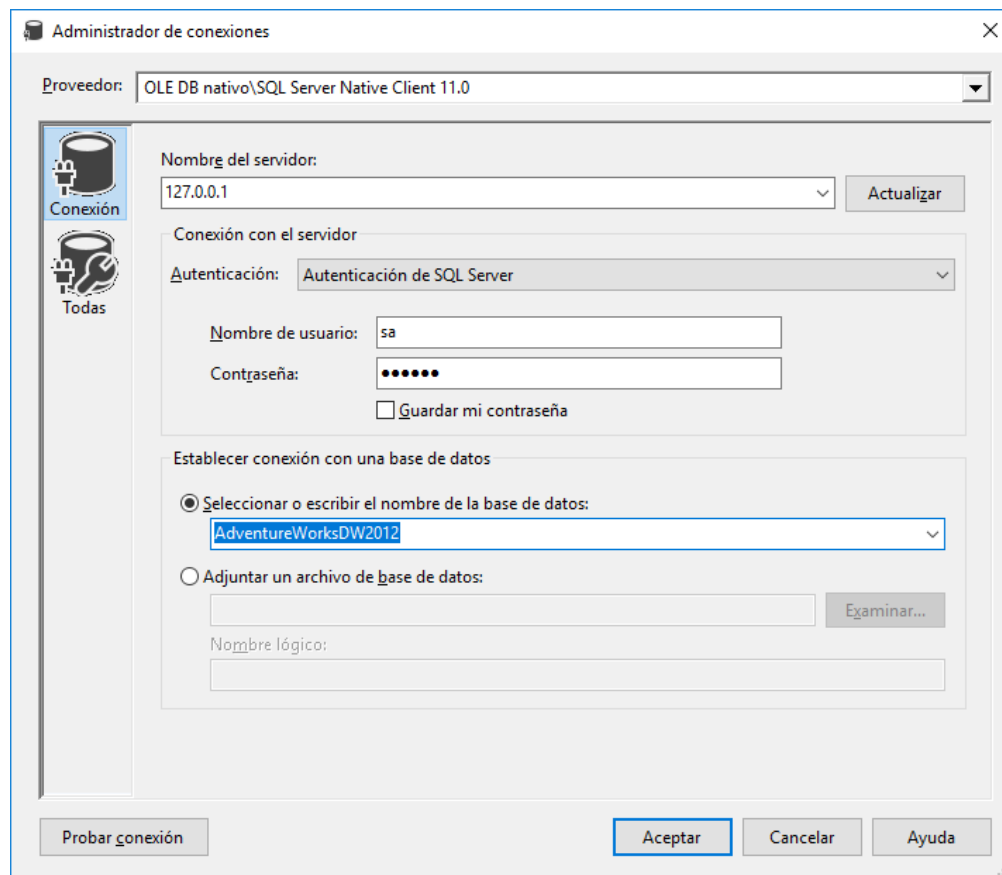 Administrador de conexiones
Proveedor: OLE DB nativo\SQL Server Native Client 11.0
Conexión
Todas
Nombre del servidor:
127.0.0.1 Actualizar
Conexión con el servidor
Autenticación: Autenticación de SQL Server
Nombre de usuario: sa
Contraseña: ●●●●●●
Guardar mi contraseña
Establecer conexión con una base de datos
Seleccionar o escribir el nombre de la base de datos:
AdventureWorksDW2012
Adjuntar un archivo de base de datos:
Examinar...
Nombre lógico:
Probar conexión Aceptar Cancelar Ayuda